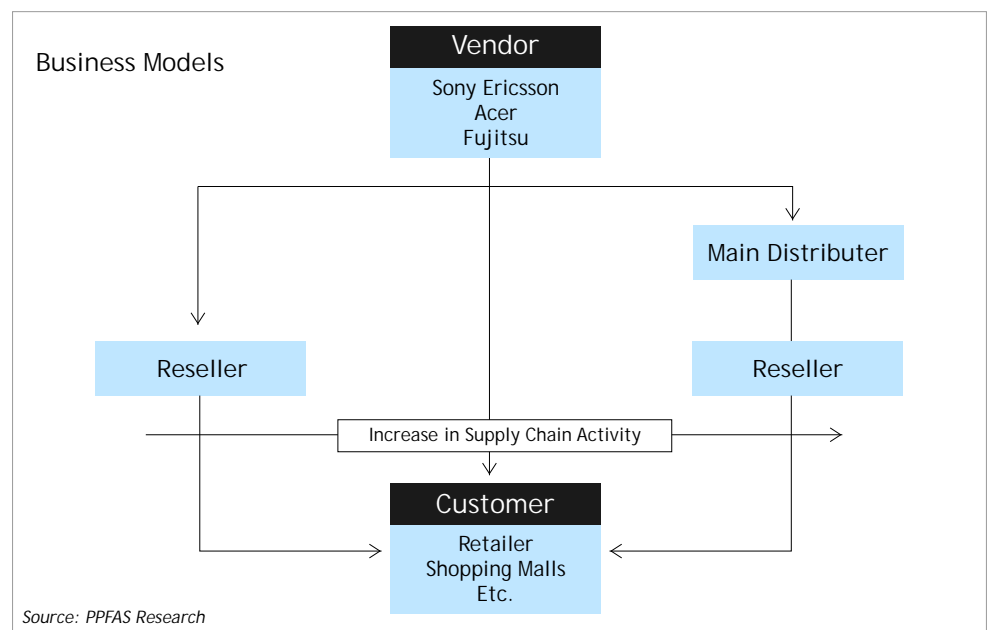 Business Models
Vendor
Sony Ericsson
Acer
Fujitsu
Main Distributer
Reseller
Reseller
Increase in Supply Chain Activity
Customer
Retailer
Shopping Malls
Etc.
Source: PPFAS Research